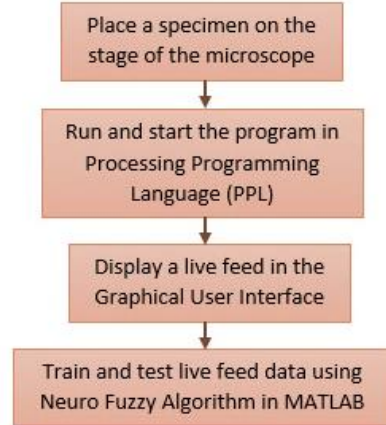 Place a specimen on the
stage of the microscope
Run and start the program in
Processing Programming
Language (PPL)
Display a live feed in the
Graphical User Interface
Train and test live feed data using
Neuro Fuzzy Algorithm in MATLAB